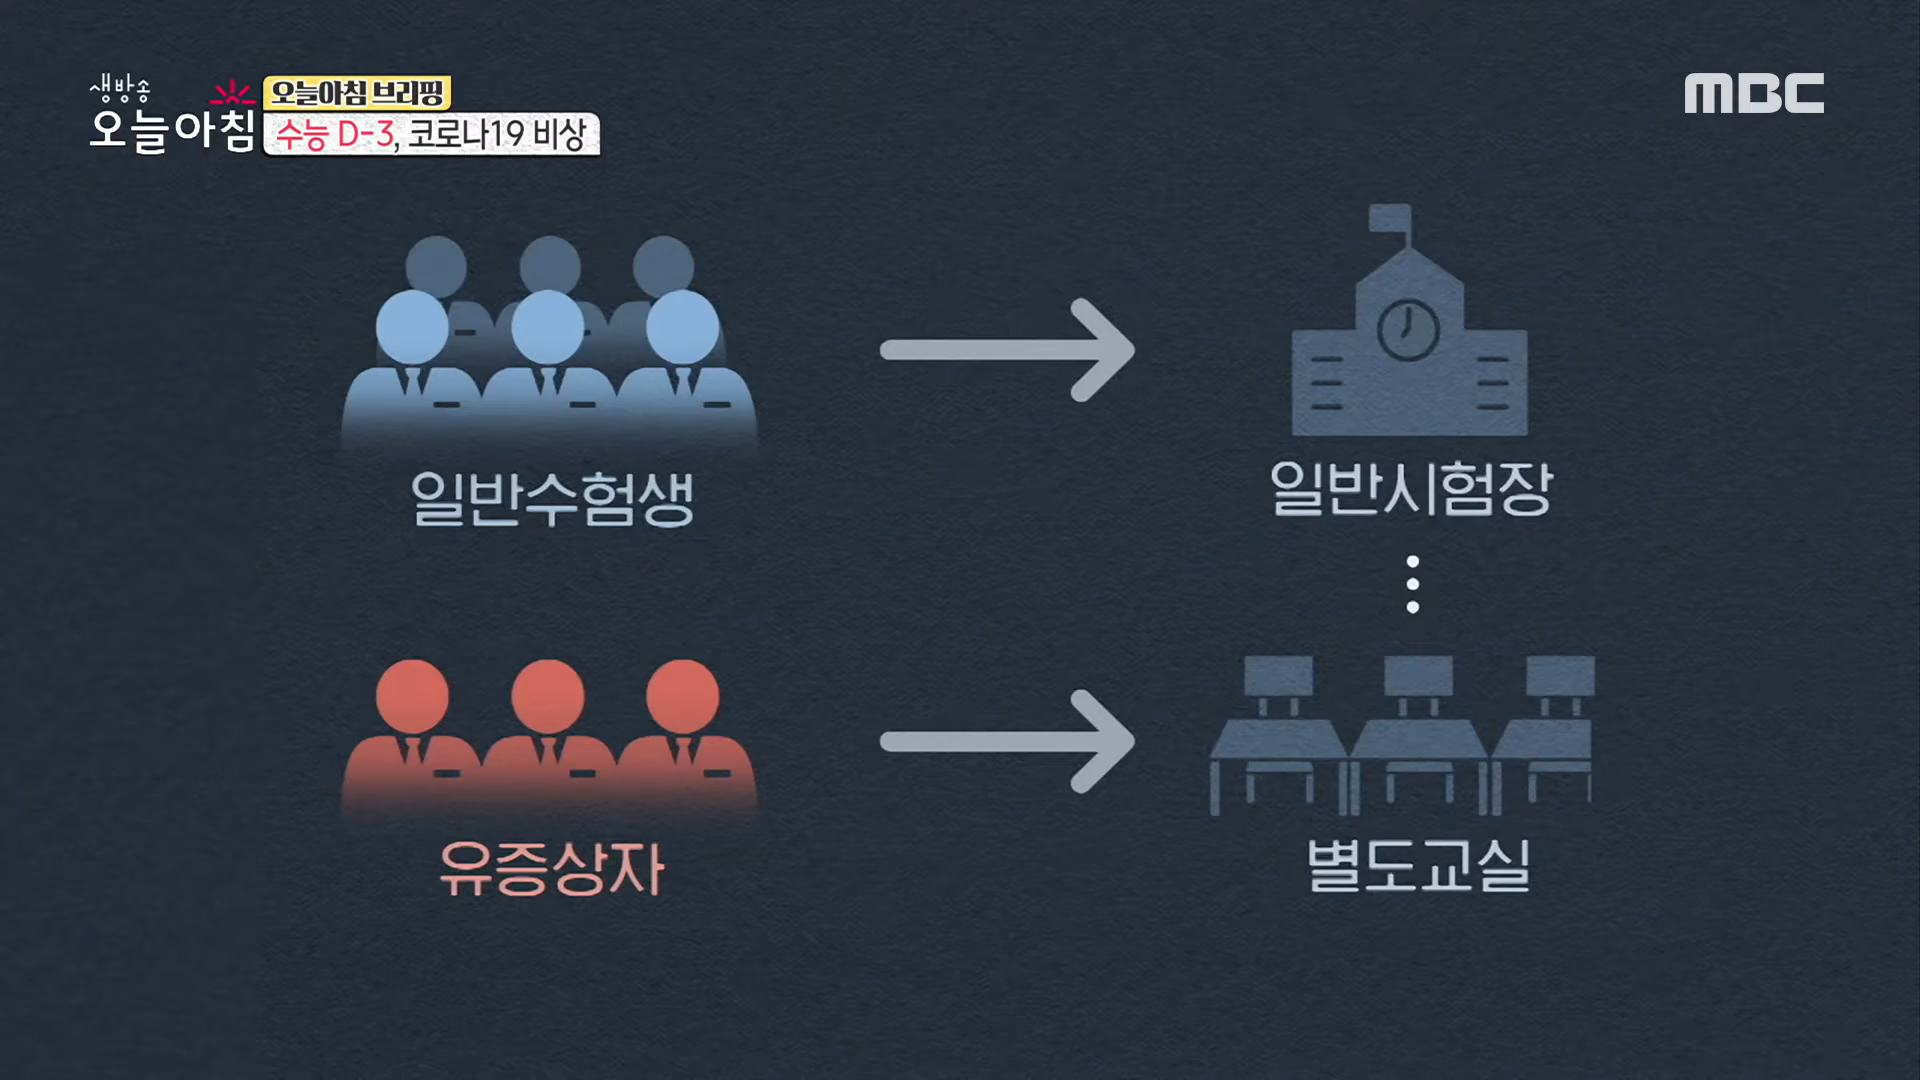 생방송
오늘아침
오늘아침 브리핑
수능 D-3, 코로나19 비상
MBC
일반수험생
일반시험장
유증상자
별도교실